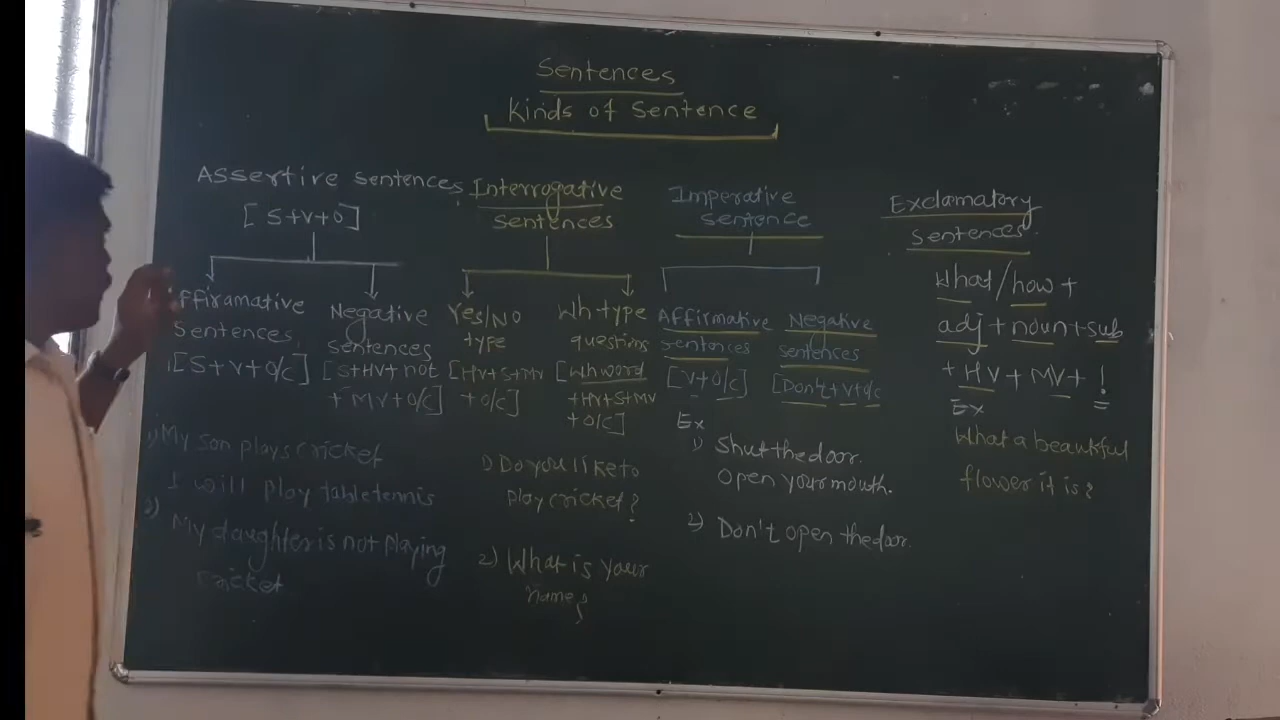 Sentences
Kinds of Sentence
Assertive sentences,
[S+V+O]
ffiramative
Sentences,
[S+V+O/C]
Negative
sentences
[S+HV+not
+MV+O/C]
1) My son plays cricket
I will play tabletennis
2)
My daughter is not Playing
cricket
Interrogative
sentences
Yes/No
type
[HV+S+MV
+O/C]
Wh type
questions
[Whword
+HV+S+MV
+O/C]
1) Do you like to
play cricket?
2) What is your
name?
Imperative
sentence
Affirmative
sentences
[V+O/C]
Negative
sentences
[Don't+V+O/C
Ex
1) Shut the door.
Open your mouth.
2) Don't open the door.
Exclamatory
Sentences.
What/how+
adj+noun+sub
+HV+MV+!
Ex
What a beautiful
flower it is?